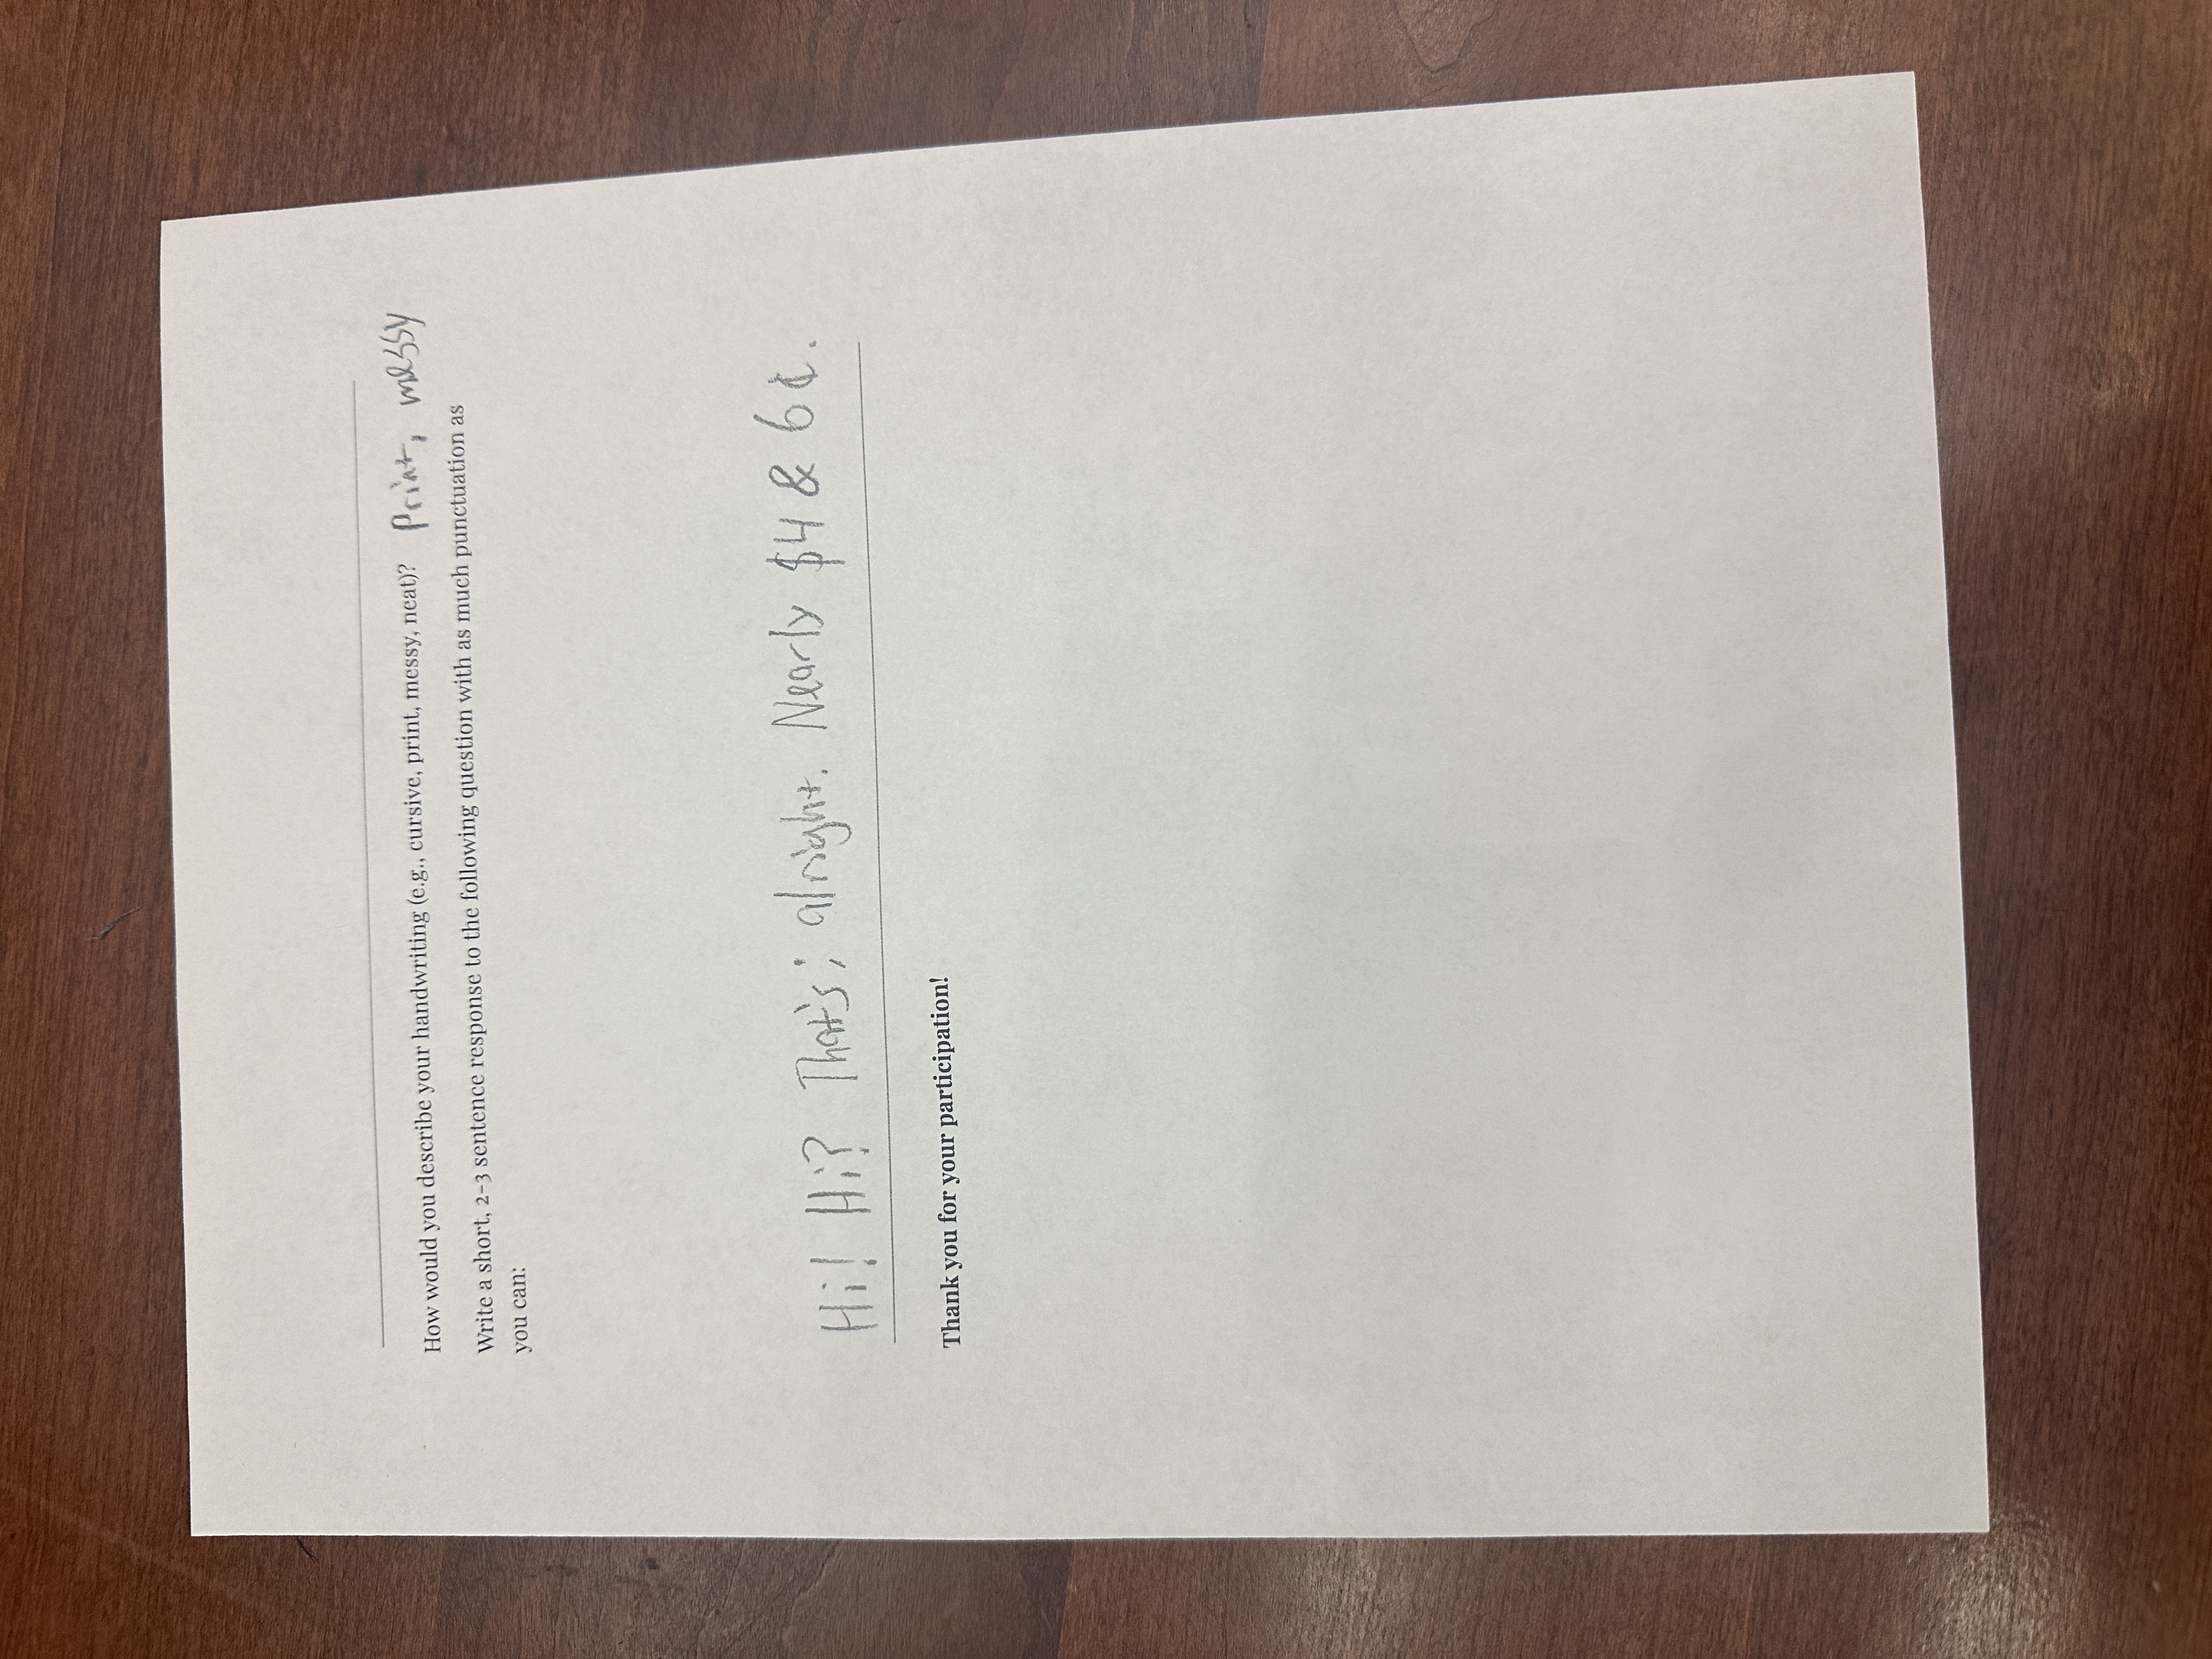 How would you describe your handwriting (e.g., cursive, print, messy, neat)? Print, messy
Write a short, 2-3 sentence response to the following question with as much punctuation as
you can:
Hi! Hi? That's; alright. Nearly $4 & 6¢.
Thank you for your participation!